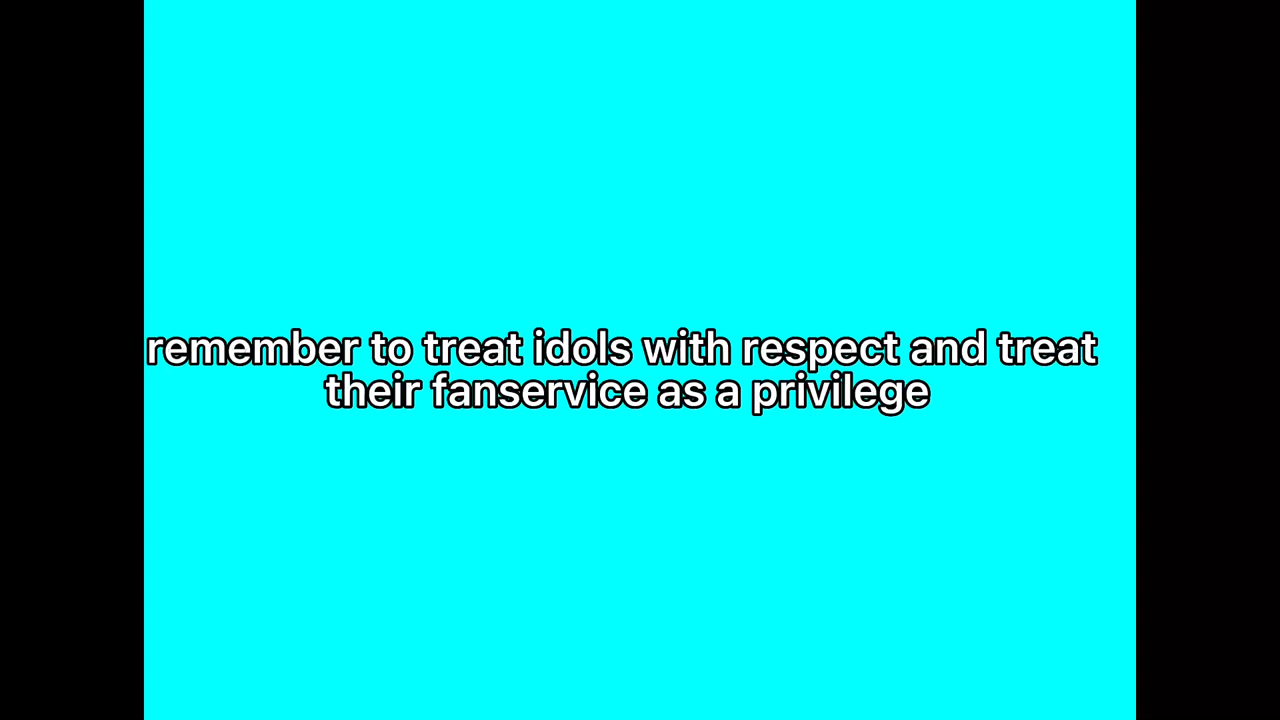 remember to treat idols with respect and treat
their fanservice as a privilege